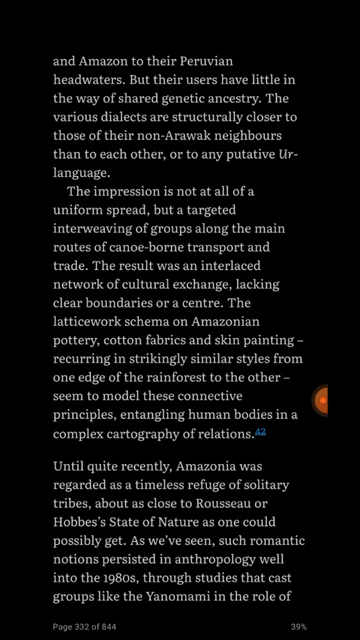 and Amazon to their Peruvian
headwaters. But their users have little in
the way of shared genetic ancestry. The
various dialects are structurally closer to
those of their non-Arawak neighbours
than to each other, or to any putative Ur-
language.
The impression is not at all of a
uniform spread, but a targeted
interweaving of groups along the main
routes of canoe-borne transport and
trade. The result was an interlaced
network of cultural exchange, lacking
clear boundaries or a centre. The
latticework schema on Amazonian
pottery, cotton fabrics and skin painting –
recurring in strikingly similar styles from
one edge of the rainforest to the other –
seem to model these connective
principles, entangling human bodies in a
complex cartography of relations.42
Until quite recently, Amazonia was
regarded as a timeless refuge of solitary
tribes, about as close to Rousseau or
Hobbes's State of Nature as one could
possibly get. As we've seen, such romantic
notions persisted in anthropology well
into the 1980s, through studies that cast
groups like the Yanomami in the role of
Page 332 of 844 39%